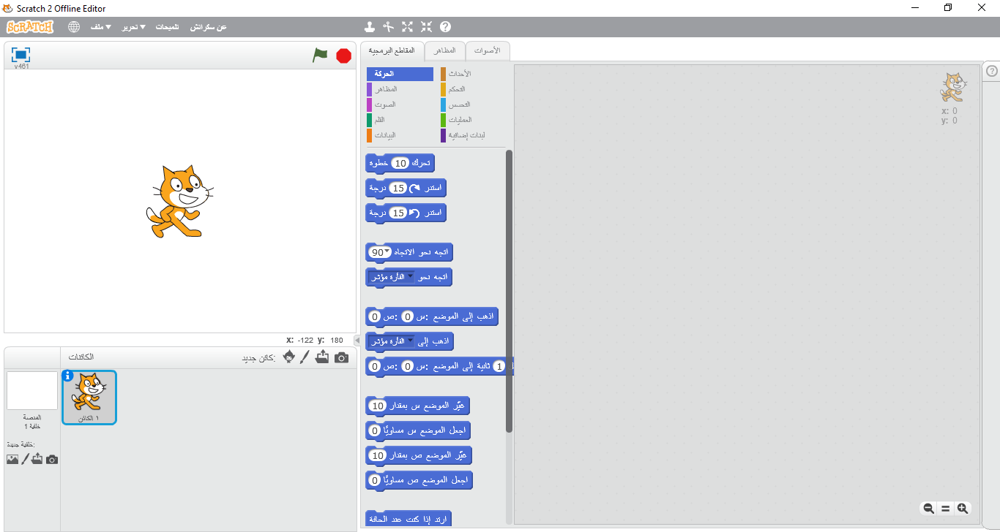 Scratch 2 Offline Editor
SCRATCH ملف تحرير تلميحات عن سكراتش
v461
المقاطع البرمجية المظاهر الأصوات
الحركة الأحداث
المظاهر التحكم
الصوت التحسس
القلم العمليات
البيانات لبنات إضافية
تحرك 10 خطوة
استدر 15 درجة
استدر 15 درجة
اتجه نحو الاتجاه 90
اتجه نحو الفأرة مؤشر
اذهب إلى الموضع س: 0 ص: 0
اذهب إلى الفأرة مؤشر
1 ثانية إلى الموضع س: 0 ص: 0
غيّر الموضع س بمقدار 10
اجعل الموضع س مساويًا 0
غيّر الموضع ص بمقدار 10
اجعل الموضع ص مساويًا 0
ارتد إذا كنت عند الحافة
x: 0
y: 0
x: -122 y: 180
الكائنات كائن جديد:
المنصة
خلفية 1
خلفية جديدة:
١ الكائن